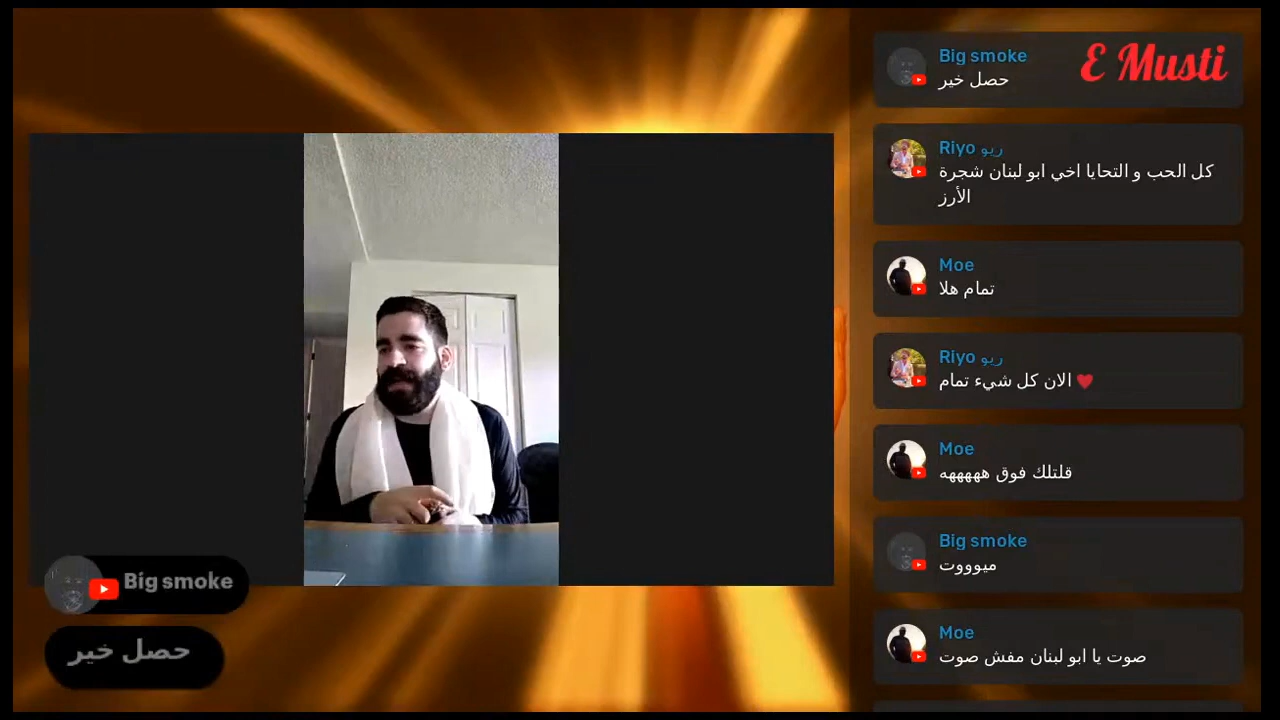 Big smoke
حصل خير
E Musti
Riyo ريو
كل الحب و التحايا اخي ابو لبنان شجرة
الأرز
Moe
تمام هلا
Riyo ريو
الان كل شيء تمام ♥
Moe
قلتلك فوق ههههههه
Big smoke
ميوووت
Moe
صوت يا ابو لبنان مفش صوت
Big smoke
حصل خير